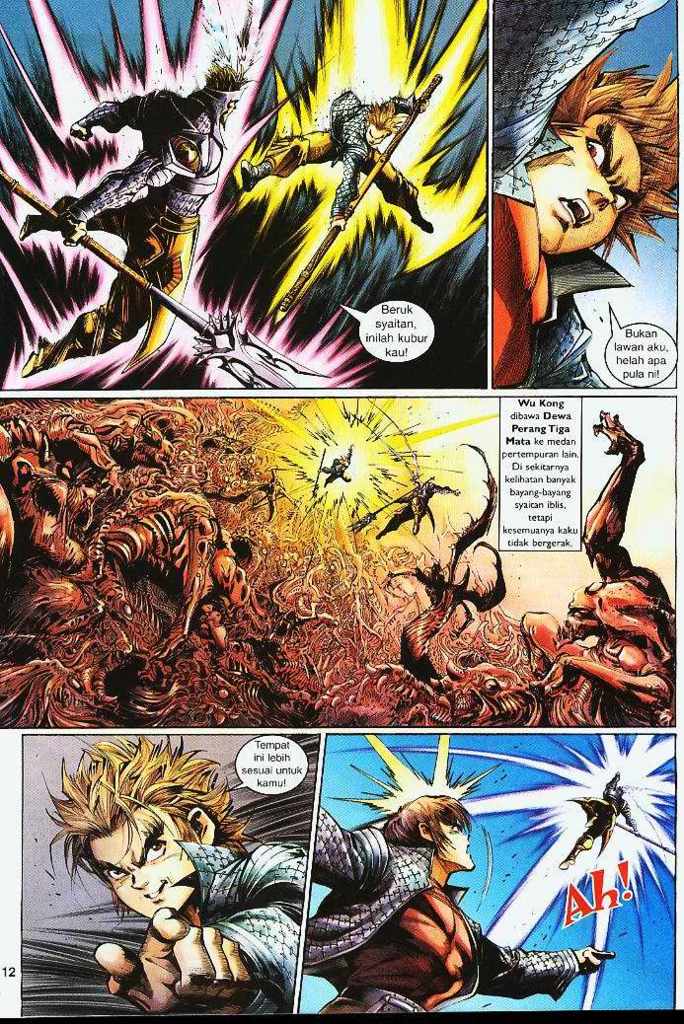 Beruk
syaitan,
inilah kubur
kau!
Bukan
lawan aku,
helah apa
pula ni!
Wu Kong
dibawa Dewa
Perang Tiga
Mata ke medan
pertempuran lain.
Di sekitarnya
kelihatan banyak
bayang-bayang
syaitan iblis,
tetapi
kesemuanya kaku
tidak bergerak.
Tempat
ini lebih
sesuai untuk
kamu!
Ah!
12